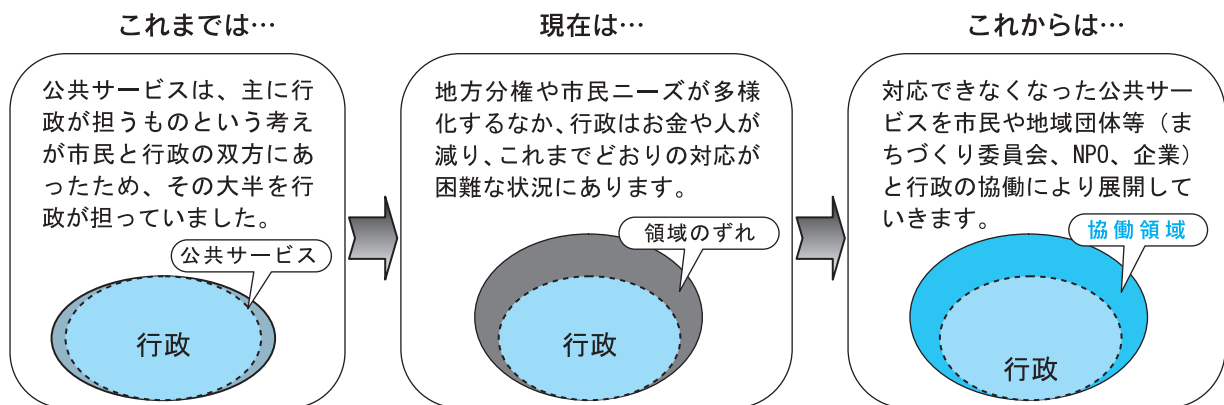 これまでは…
公共サービスは、主に行
政が担うものという考え
が市民と行政の双方にあ
ったため、その大半を行
政が担っていました。
公共サービス
行政
現在は…
地方分権や市民ニーズが多様
化するなか、行政はお金や人が
減り、これまでどおりの対応が
困難な状況にあります。
領域のずれ
行政
これからは…
対応できなくなった公共サー
ビスを市民や地域団体等（ま
ちづくり委員会、NPO、企業）
と行政の協働により展開して
いきます。
協働領域
行政